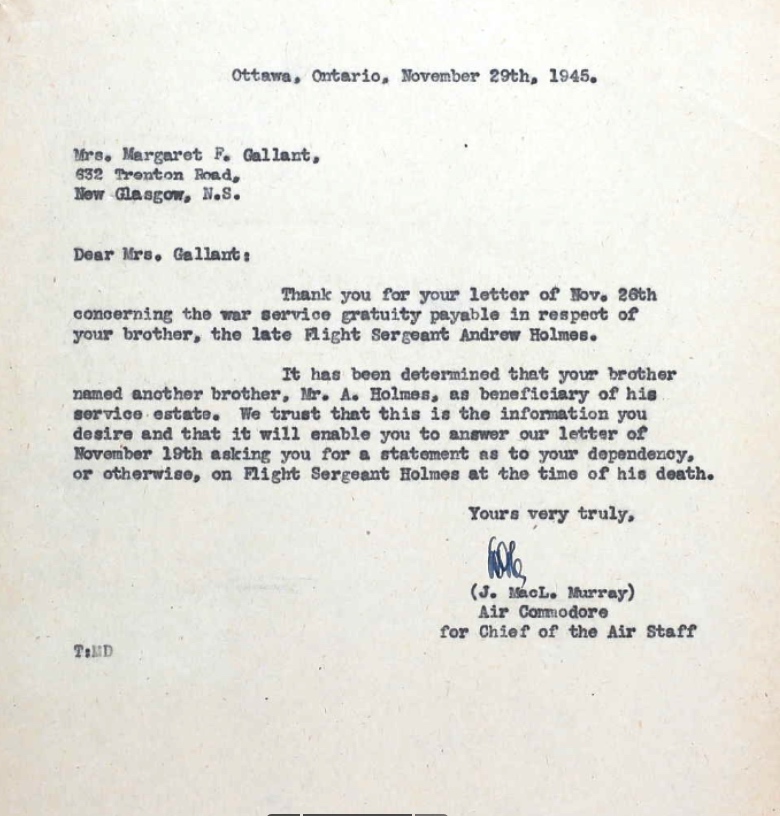 Ottawa, Ontario, November 29th, 1945.
Mrs. Margaret F. Gallant,
632 Trenton Road,
New Glasgow, N.S.
Dear Mrs. Gallant:
Thank you for your letter of Nov. 26th
concerning the war service gratuity payable in respect of
your brother, the late Flight Sergeant Andrew Holmes.
It has been determined that your brother
named another brother, Mr. A. Holmes, as beneficiary of his
service estate. We trust that this is the information you
desire and that it will enable you to answer our letter of
November 19th asking you for a statement as to your dependency,
or otherwise, on Flight Sergeant Holmes at the time of his death.
Yours very truly,
(J. MacL. Murray)
Air Commodore
for Chief of the Air Staff
T:MD